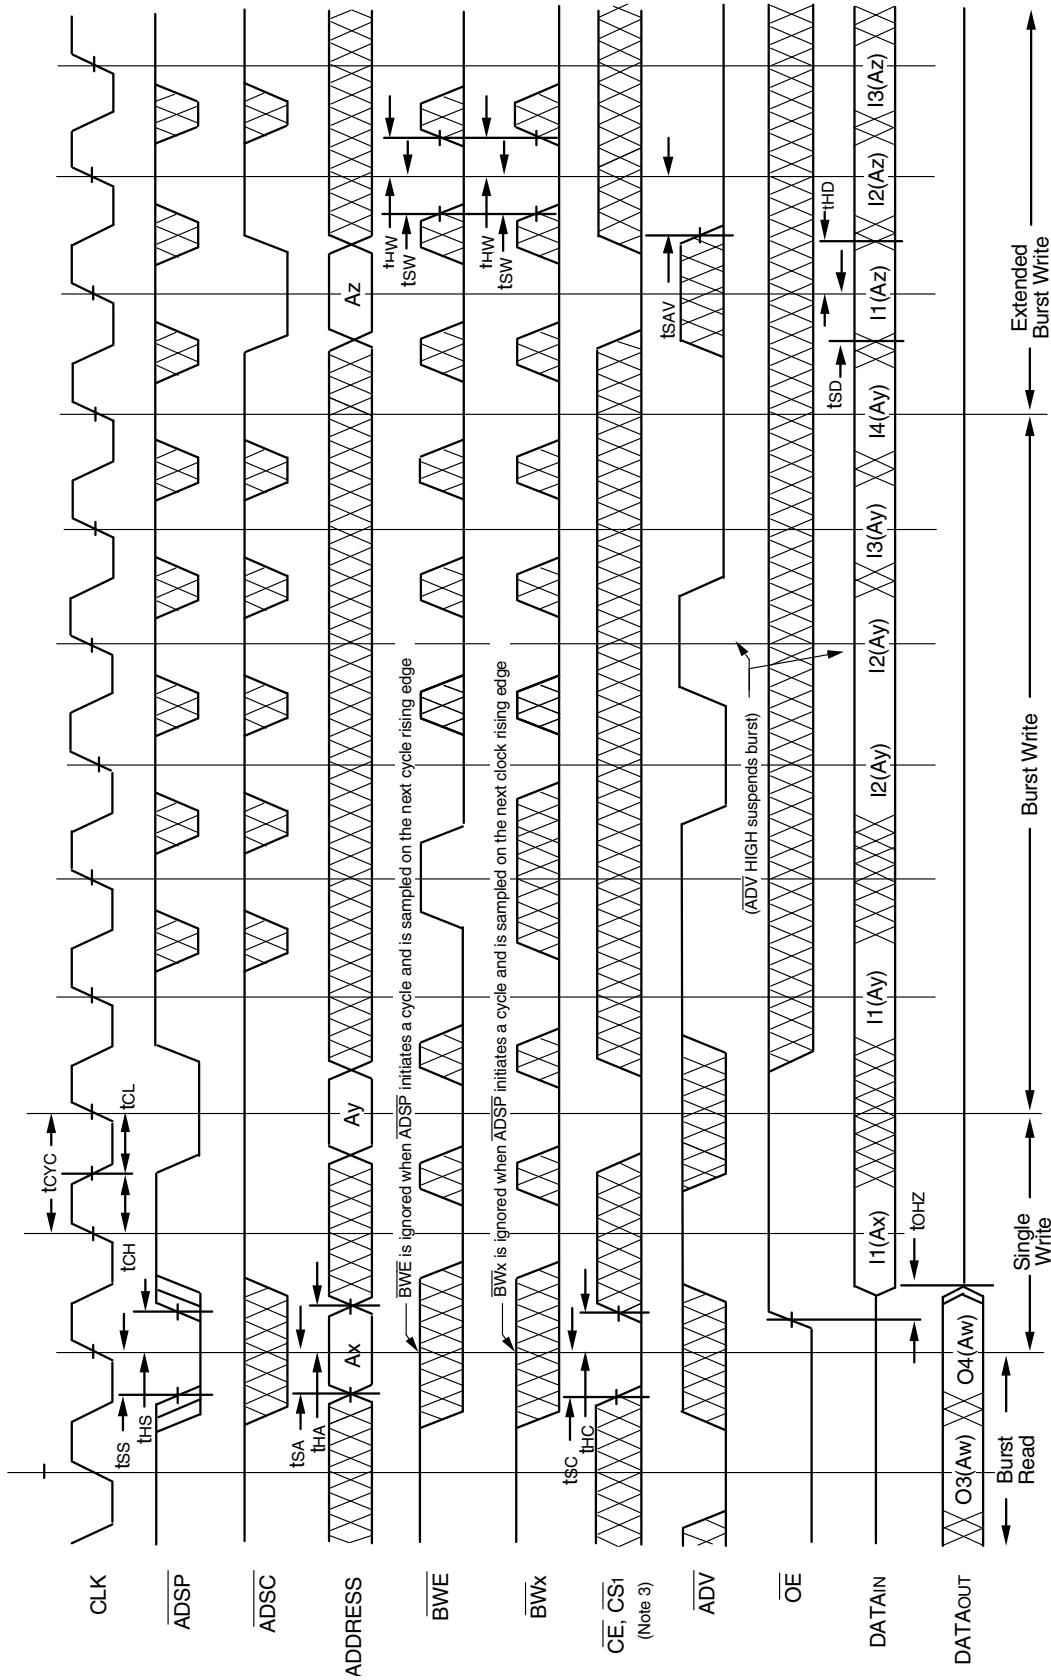 CLK
tCYC
tCH
tCL
ADSP
tSS
tHS
ADSC
ADDRESS
tSA
tHA
Ax
Ay
Az
BWE
BWE is ignored when ADSP initiates a cycle and is sampled on the next cycle rising edge
tHW
tSW
BWx
BWx is ignored when ADSP initiates a cycle and is sampled on the next clock rising edge
tHW
tSW
CE, CS1
(Note 3)
tSC
tHC
ADV
tSAV
(ADV HIGH suspends burst)
OE
DATAIN
I1(Ax)
I1(Ay)
I2(Ay)
I2(Ay)
I3(Ay)
I4(Ay)
I1(Az)
I2(Az)
I3(Az)
tSD
tHD
DATAOUT
O3(Aw)
O4(Aw)
tOHZ
Burst
Read
Single
Write
Burst Write
Extended
Burst Write